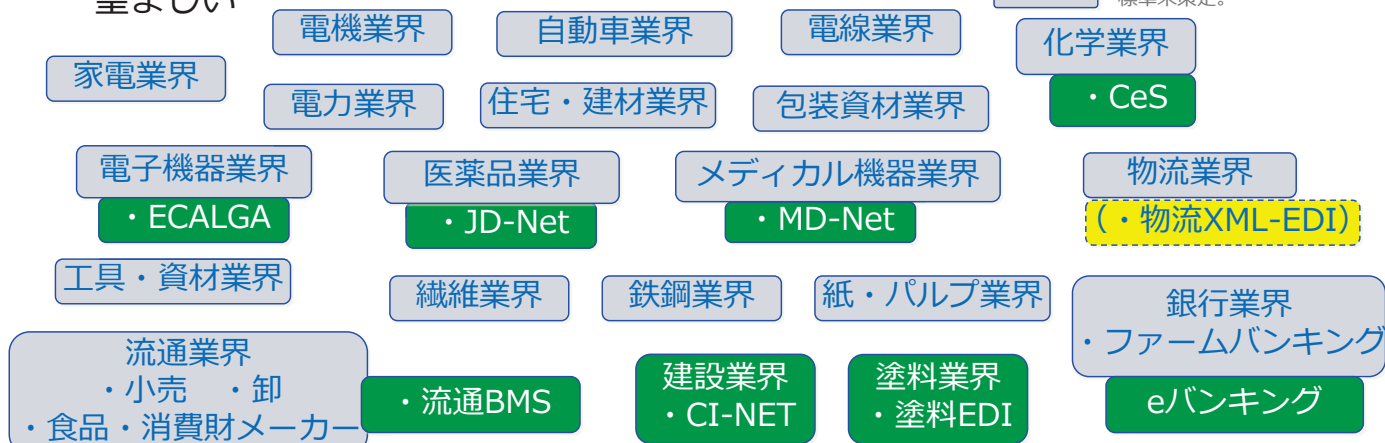 望ましい
標準未策定。
電機業界
自動車業界
電線業界
化学業界
・CeS
家電業界
電力業界
住宅・建材業界
包装資材業界
電子機器業界
・ECALGA
医薬品業界
・JD-Net
メディカル機器業界
・MD-Net
物流業界
(・物流XML-EDI)
工具・資材業界
繊維業界
鉄鋼業界
紙・パルプ業界
銀行業界
・ファームバンキング
eバンキング
流通業界
・小売 ・卸
・食品・消費財メーカー
・流通BMS
建設業界
・CI-NET
塗料業界
・塗料EDI